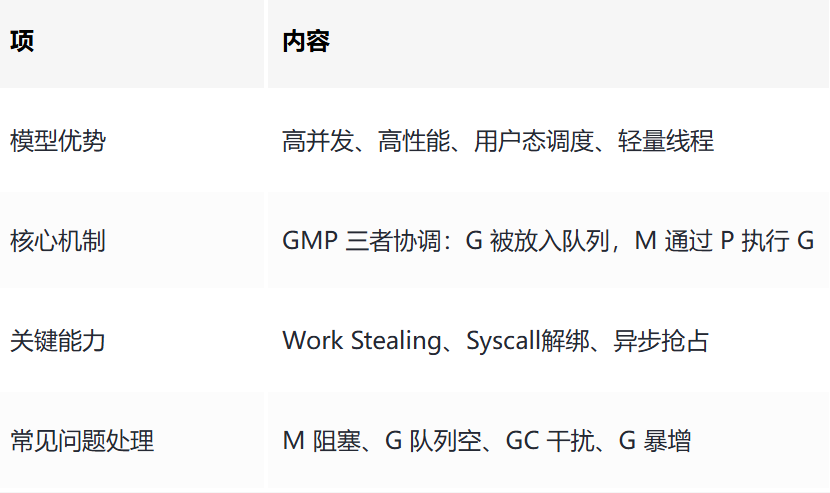 项 内容
模型优势 高并发、高性能、用户态调度、轻量线程
核心机制 GMP 三者协调：G 被放入队列，M 通过 P 执行 G
关键能力 Work Stealing、Syscall解绑、异步抢占
常见问题处理 M 阻塞、G 队列空、GC 干扰、G 暴增